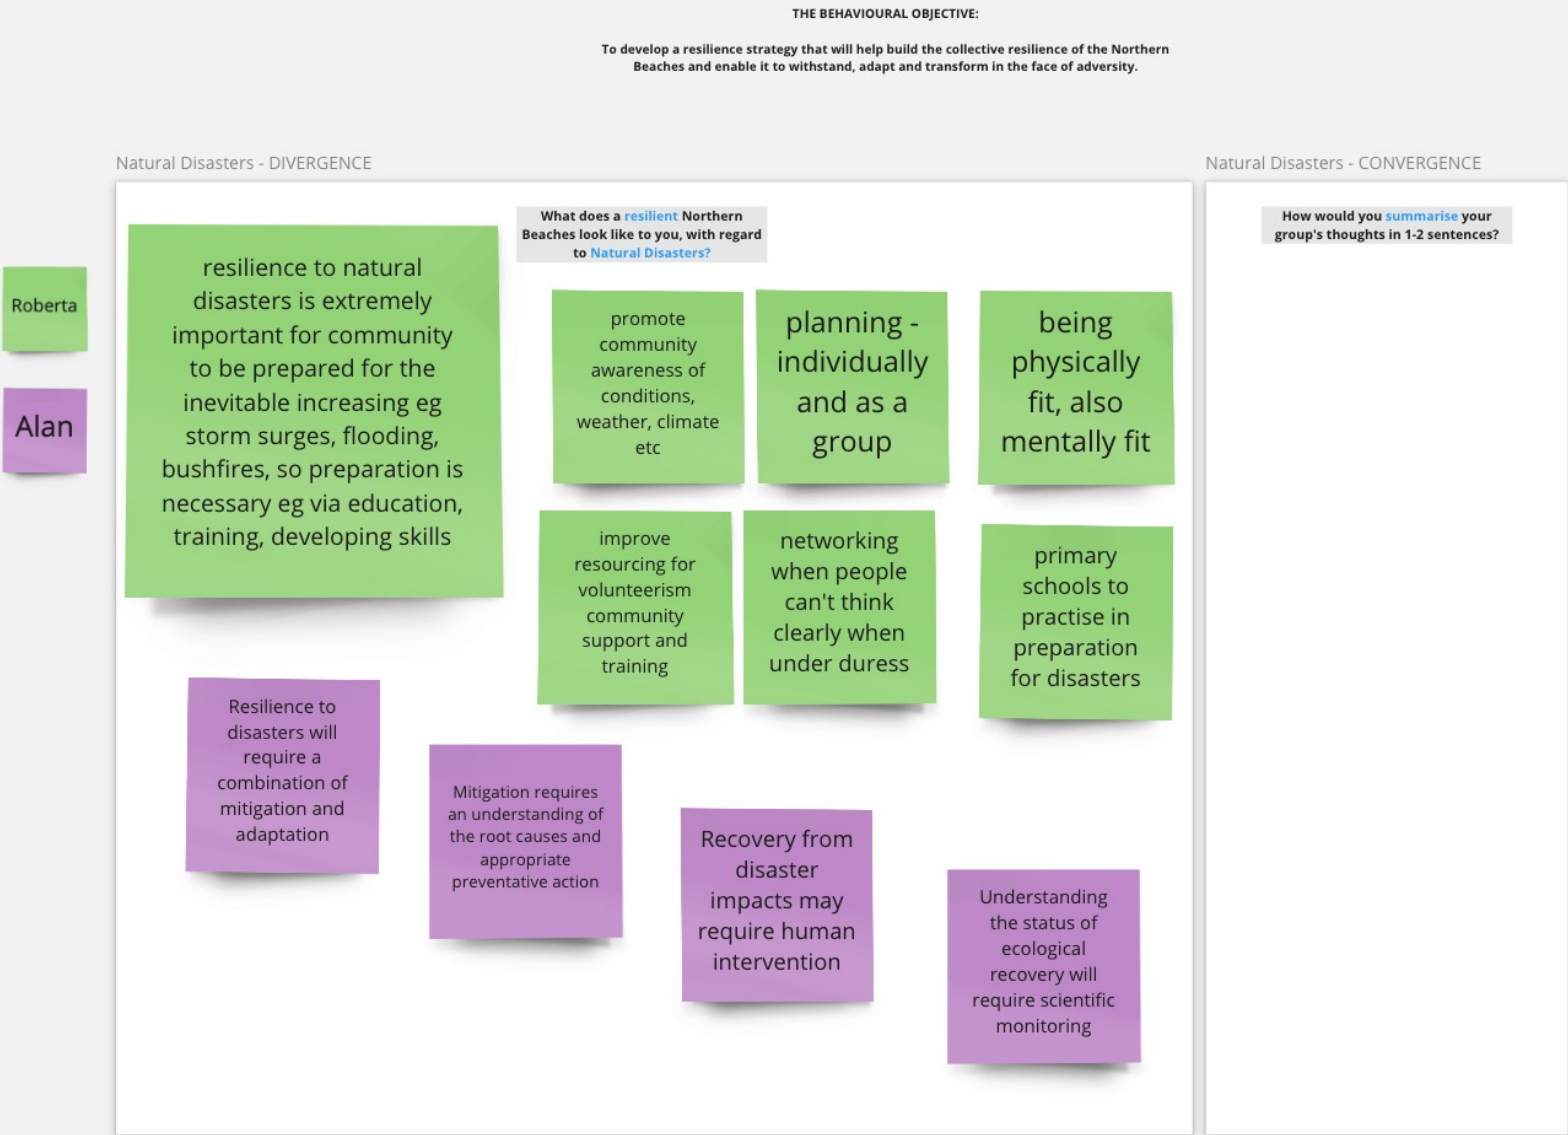 THE BEHAVIOURAL OBJECTIVE:
To develop a resilience strategy that will help build the collective resilience of the Northern
Beaches and enable it to withstand, adapt and transform in the face of adversity.
Natural Disasters - DIVERGENCE
Natural Disasters - CONVERGENCE
Roberta
Alan
resilience to natural
disasters is extremely
important for community
to be prepared for the
inevitable increasing eg
storm surges, flooding,
bushfires, so preparation is
necessary eg via education,
training, developing skills
What does a resilient Northern
Beaches look like to you, with regard
to Natural Disasters?
promote
community
awareness of
conditions,
weather, climate
etc
planning -
individually
and as a
group
being
physically
fit, also
mentally fit
improve
resourcing for
volunteerism
community
support and
training
networking
when people
can't think
clearly when
under duress
primary
schools to
practise in
preparation
for disasters
Resilience to
disasters will
require a
combination of
mitigation and
adaptation
Mitigation requires
an understanding of
the root causes and
appropriate
preventative action
Recovery from
disaster
impacts may
require human
intervention
Understanding
the status of
ecological
recovery will
require scientific
monitoring
How would you summarise your
group's thoughts in 1-2 sentences?